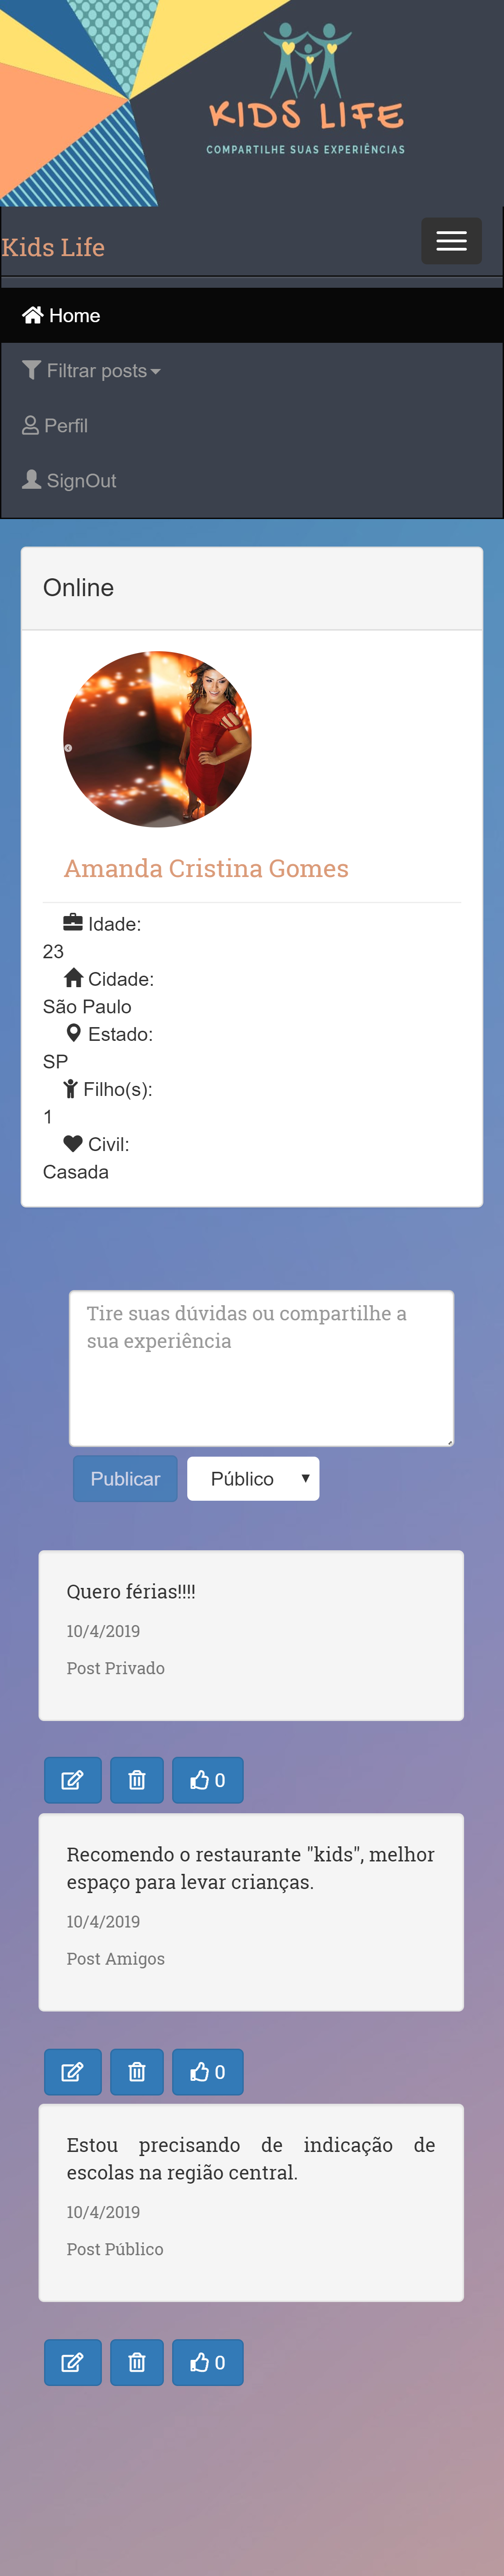 KIDS LIFE
COMPARTILHE SUAS EXPERIÊNCIAS
Kids Life
Home
Filtrar posts
Perfil
SignOut
Online
Amanda Cristina Gomes
Idade:
23
Cidade:
São Paulo
Estado:
SP
Filho(s):
1
Civil:
Casada
Tire suas dúvidas ou compartilhe a
sua experiência
Publicar Público
Quero férias!!!!
10/4/2019
Post Privado
0
Recomendo o restaurante "kids", melhor
espaço para levar crianças.
10/4/2019
Post Amigos
0
Estou precisando de indicação de
escolas na região central.
10/4/2019
Post Público
0